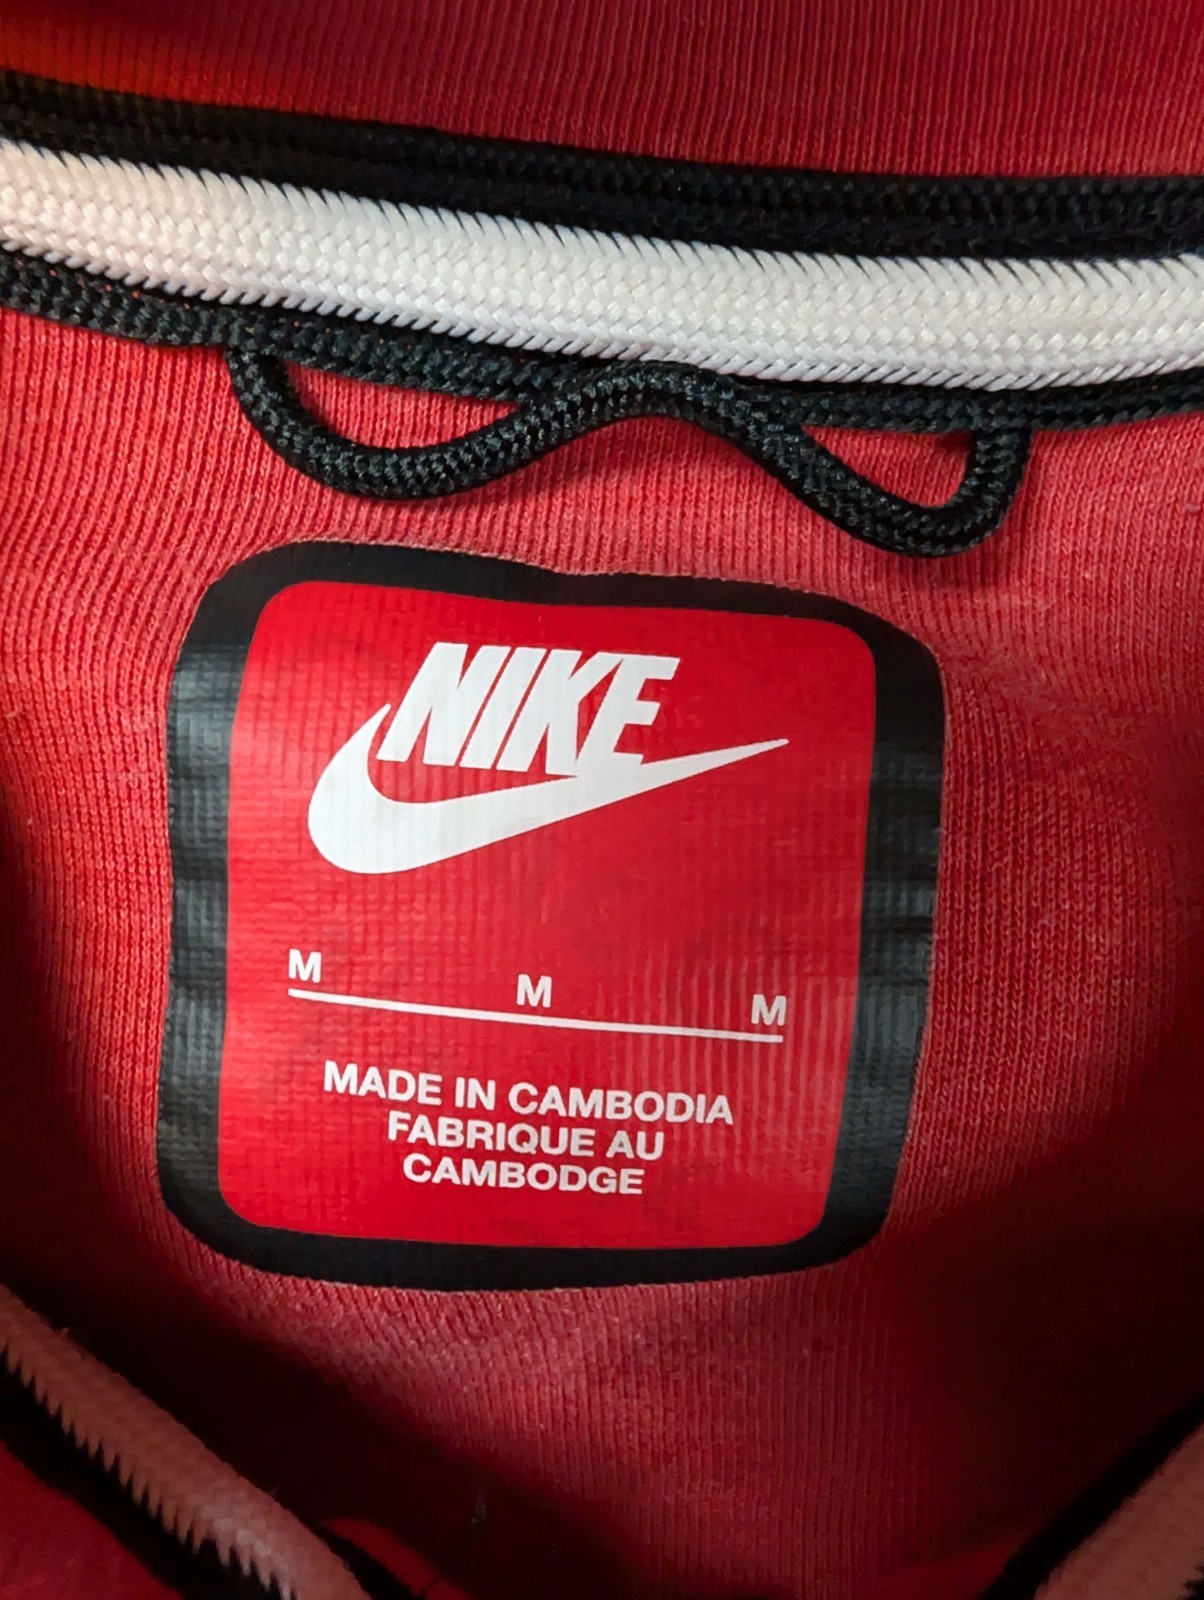 NIKE
M M M
MADE IN CAMBODIA
FABRIQUE AU
CAMBODGE